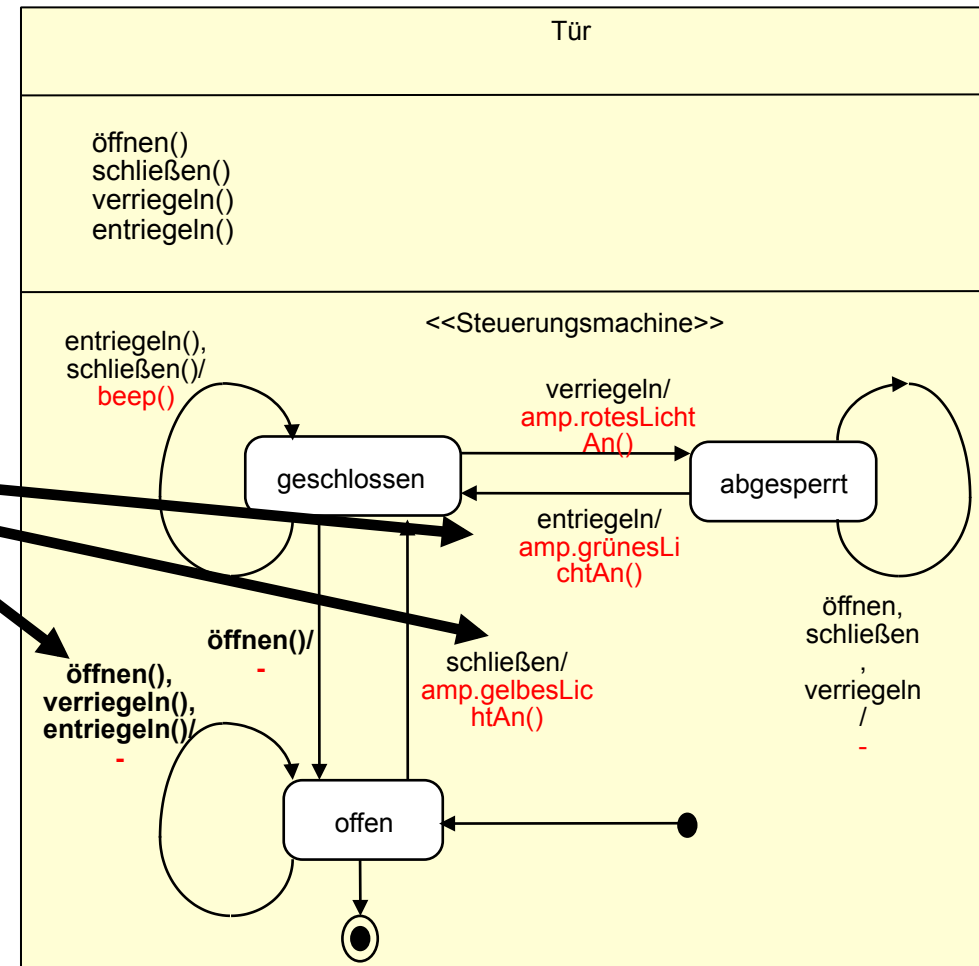 Tür
öffnen()
schließen()
verriegeln()
entriegeln()
<<Steuerungsmachine>>
entriegeln(),
schließen()/
beep()
verriegeln/
amp.rotesLicht
An()
geschlossen
abgesperrt
entriegeln/
amp.grünesLi
chtAn()
öffnen,
schließen
,
verriegeln
/
-
öffnen()/
-
schließen/
amp.gelbesLic
htAn()
öffnen(),
verriegeln(),
entriegeln()/
-
offen